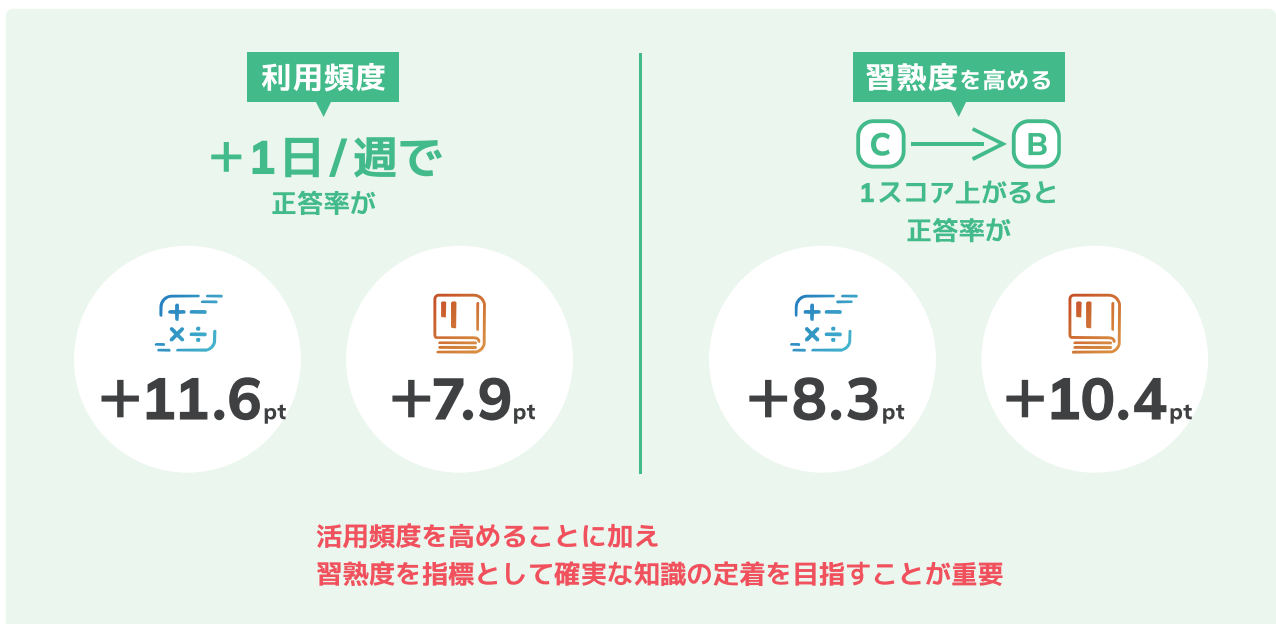 利用頻度
+1日/週で
正答率が
+11.6pt
+7.9pt
習熟度を高める
C
B
1スコア上がると
正答率が
+8.3pt
+10.4pt
活用頻度を高めることに加え
習熟度を指標として確実な知識の定着を目指すことが重要